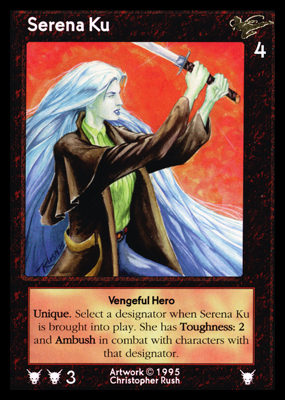 Serena Ku
4
Vengeful Hero
Unique. Select a designator when Serena Ku
is brought into play. She has Toughness: 2
and Ambush in combat with characters with
that designator.
3
Artwork © 1995
Christopher Rush